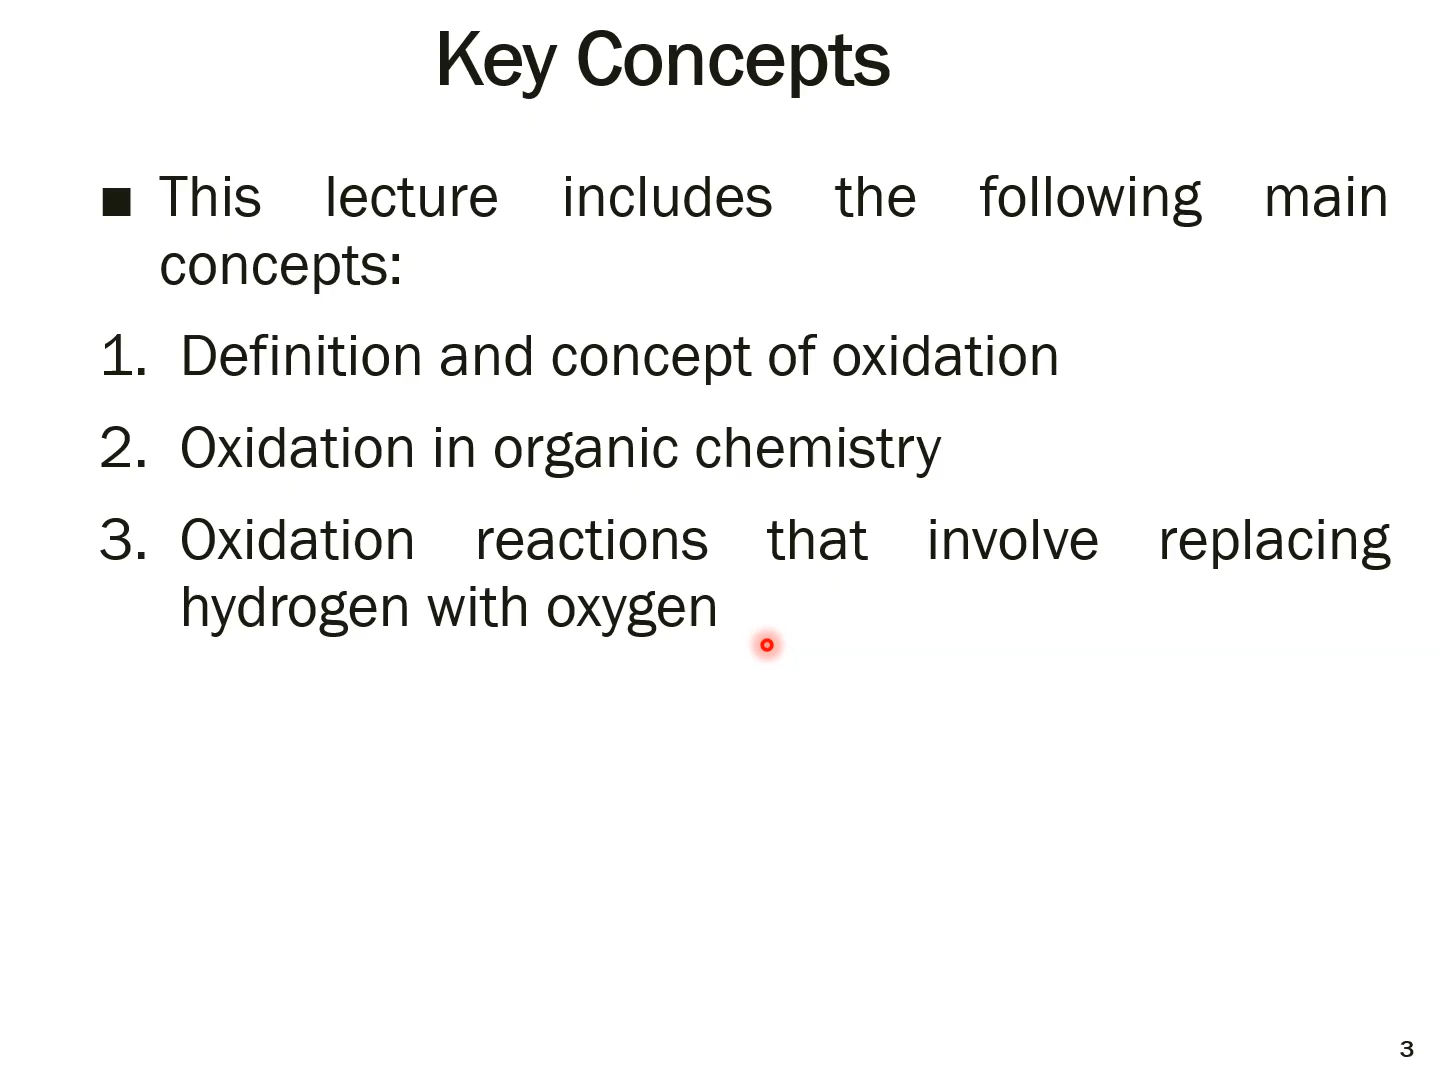 Key Concepts
■ This lecture includes the following main
concepts:
1. Definition and concept of oxidation
2. Oxidation in organic chemistry
3. Oxidation reactions that involve replacing
hydrogen with oxygen
3